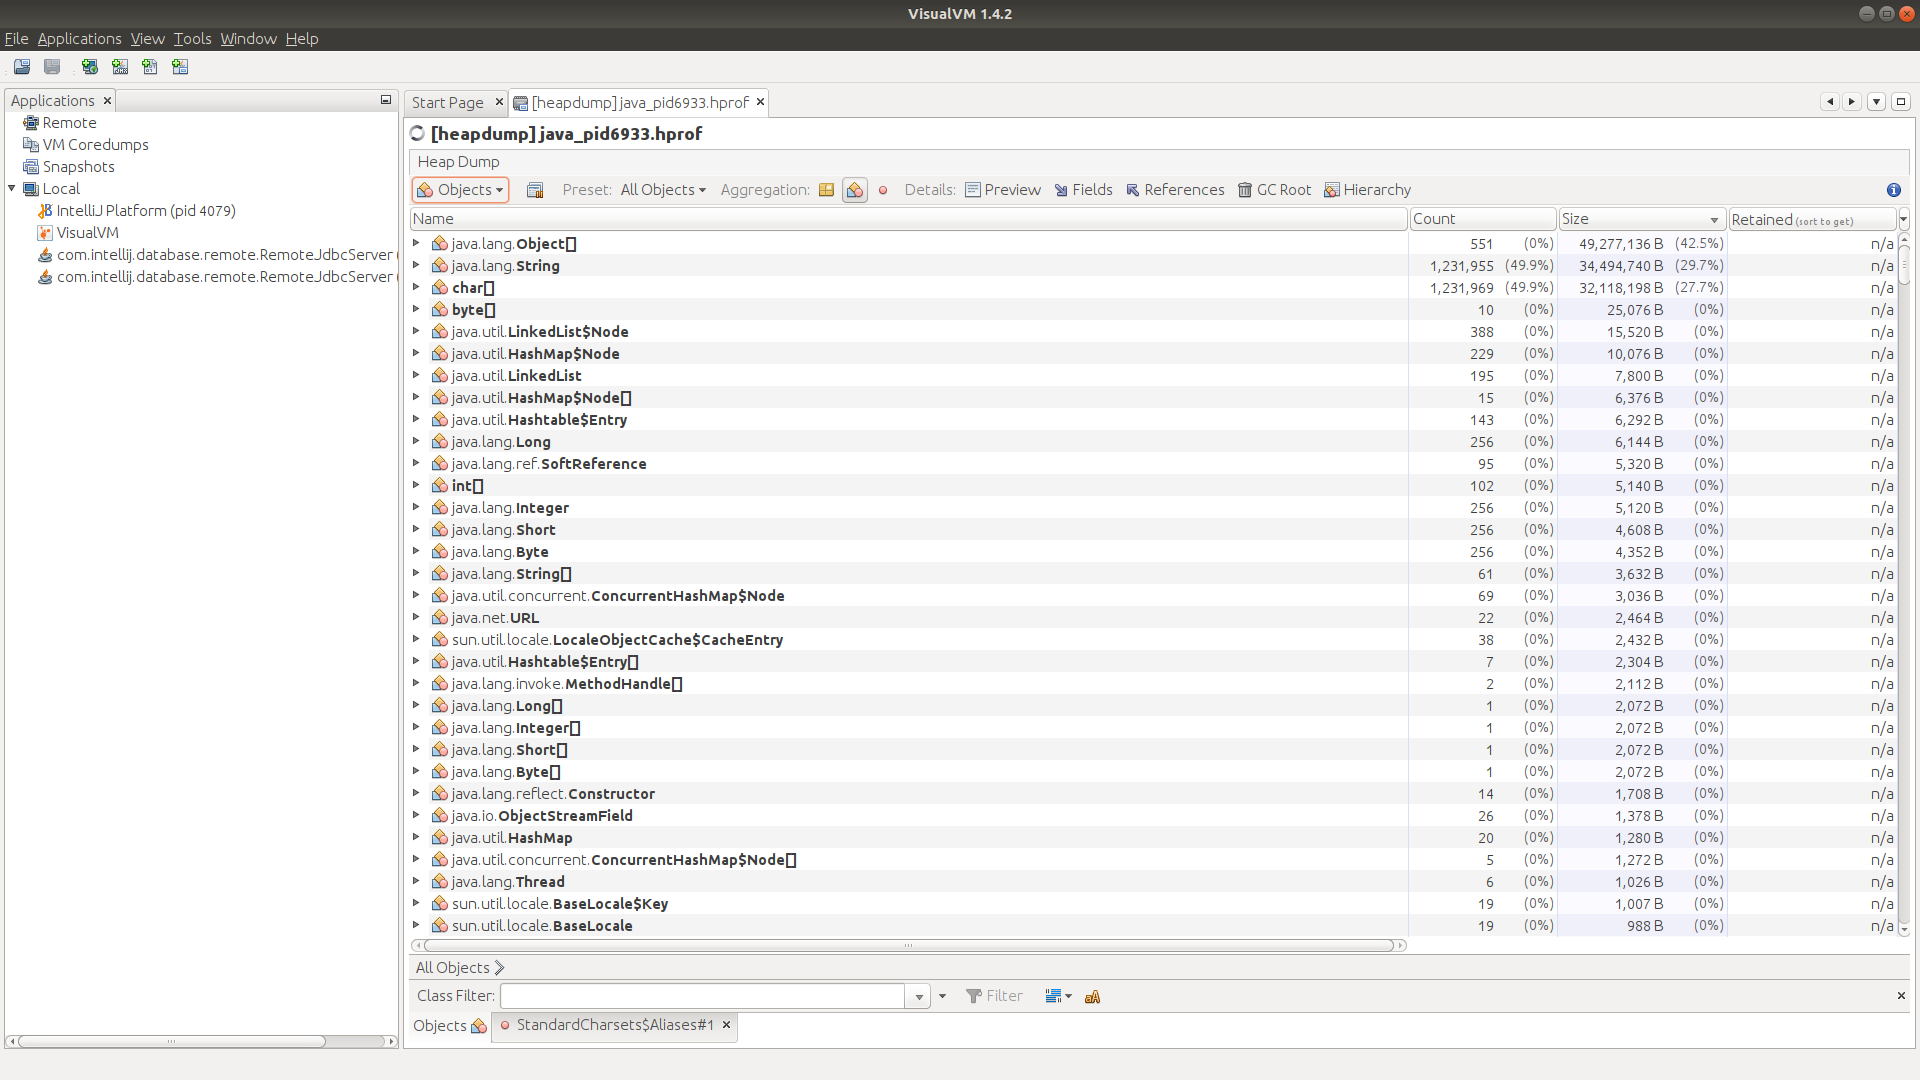 VisualVM 1.4.2
File Applications View Tools Window Help
Applications
Remote
VM Coredumps
Snapshots
Local
IntelliJ Platform (pid 4079)
VisualVM
com.intellij.database.remote.RemoteJdbcServer (
com.intellij.database.remote.RemoteJdbcServer (
Start Page [heapdump] java_pid6933.hprof
[heapdump] java_pid6933.hprof
Heap Dump
Objects Preset: All Objects Aggregation: Details: Preview Fields References GC Root Hierarchy
Name Count Size Retained (sort to get)
java.lang.Object[] 551 (0%) 49,277,136 B (42.5%) n/a
java.lang.String 1,231,955 (49.9%) 34,494,740 B (29.7%) n/a
char[] 1,231,969 (49.9%) 32,118,198 B (27.7%) n/a
byte[] 10 (0%) 25,076 B (0%) n/a
java.util.LinkedList$Node 388 (0%) 15,520 B (0%) n/a
java.util.HashMap$Node 229 (0%) 10,076 B (0%) n/a
java.util.LinkedList 195 (0%) 7,800 B (0%) n/a
java.util.HashMap$Node[] 15 (0%) 6,376 B (0%) n/a
java.util.Hashtable$Entry 143 (0%) 6,292 B (0%) n/a
java.lang.Long 256 (0%) 6,144 B (0%) n/a
java.lang.ref.SoftReference 95 (0%) 5,320 B (0%) n/a
int[] 102 (0%) 5,140 B (0%) n/a
java.lang.Integer 256 (0%) 5,120 B (0%) n/a
java.lang.Short 256 (0%) 4,608 B (0%) n/a
java.lang.Byte 256 (0%) 4,352 B (0%) n/a
java.lang.String[] 61 (0%) 3,632 B (0%) n/a
java.util.concurrent.ConcurrentHashMap$Node 69 (0%) 3,036 B (0%) n/a
java.net.URL 22 (0%) 2,464 B (0%) n/a
sun.util.locale.LocaleObjectCache$CacheEntry 38 (0%) 2,432 B (0%) n/a
java.util.Hashtable$Entry[] 7 (0%) 2,304 B (0%) n/a
java.lang.invoke.MethodHandle[] 2 (0%) 2,112 B (0%) n/a
java.lang.Long[] 1 (0%) 2,072 B (0%) n/a
java.lang.Integer[] 1 (0%) 2,072 B (0%) n/a
java.lang.Short[] 1 (0%) 2,072 B (0%) n/a
java.lang.Byte[] 1 (0%) 2,072 B (0%) n/a
java.lang.reflect.Constructor 14 (0%) 1,708 B (0%) n/a
java.io.ObjectStreamField 26 (0%) 1,378 B (0%) n/a
java.util.HashMap 20 (0%) 1,280 B (0%) n/a
java.util.concurrent.ConcurrentHashMap$Node[] 5 (0%) 1,272 B (0%) n/a
java.lang.Thread 6 (0%) 1,026 B (0%) n/a
sun.util.locale.BaseLocale$Key 19 (0%) 1,007 B (0%) n/a
sun.util.locale.BaseLocale 19 (0%) 988 B (0%) n/a
All Objects
Class Filter: Filter aA
Objects StandardCharsets$Aliases#1